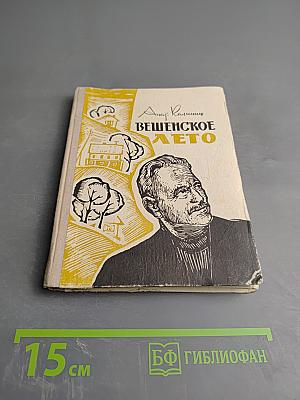 Анат. Калинин
ВЕШЕНСКОЕ
ЛЕТО
15 см
БФ
ГИБЛИОФАН